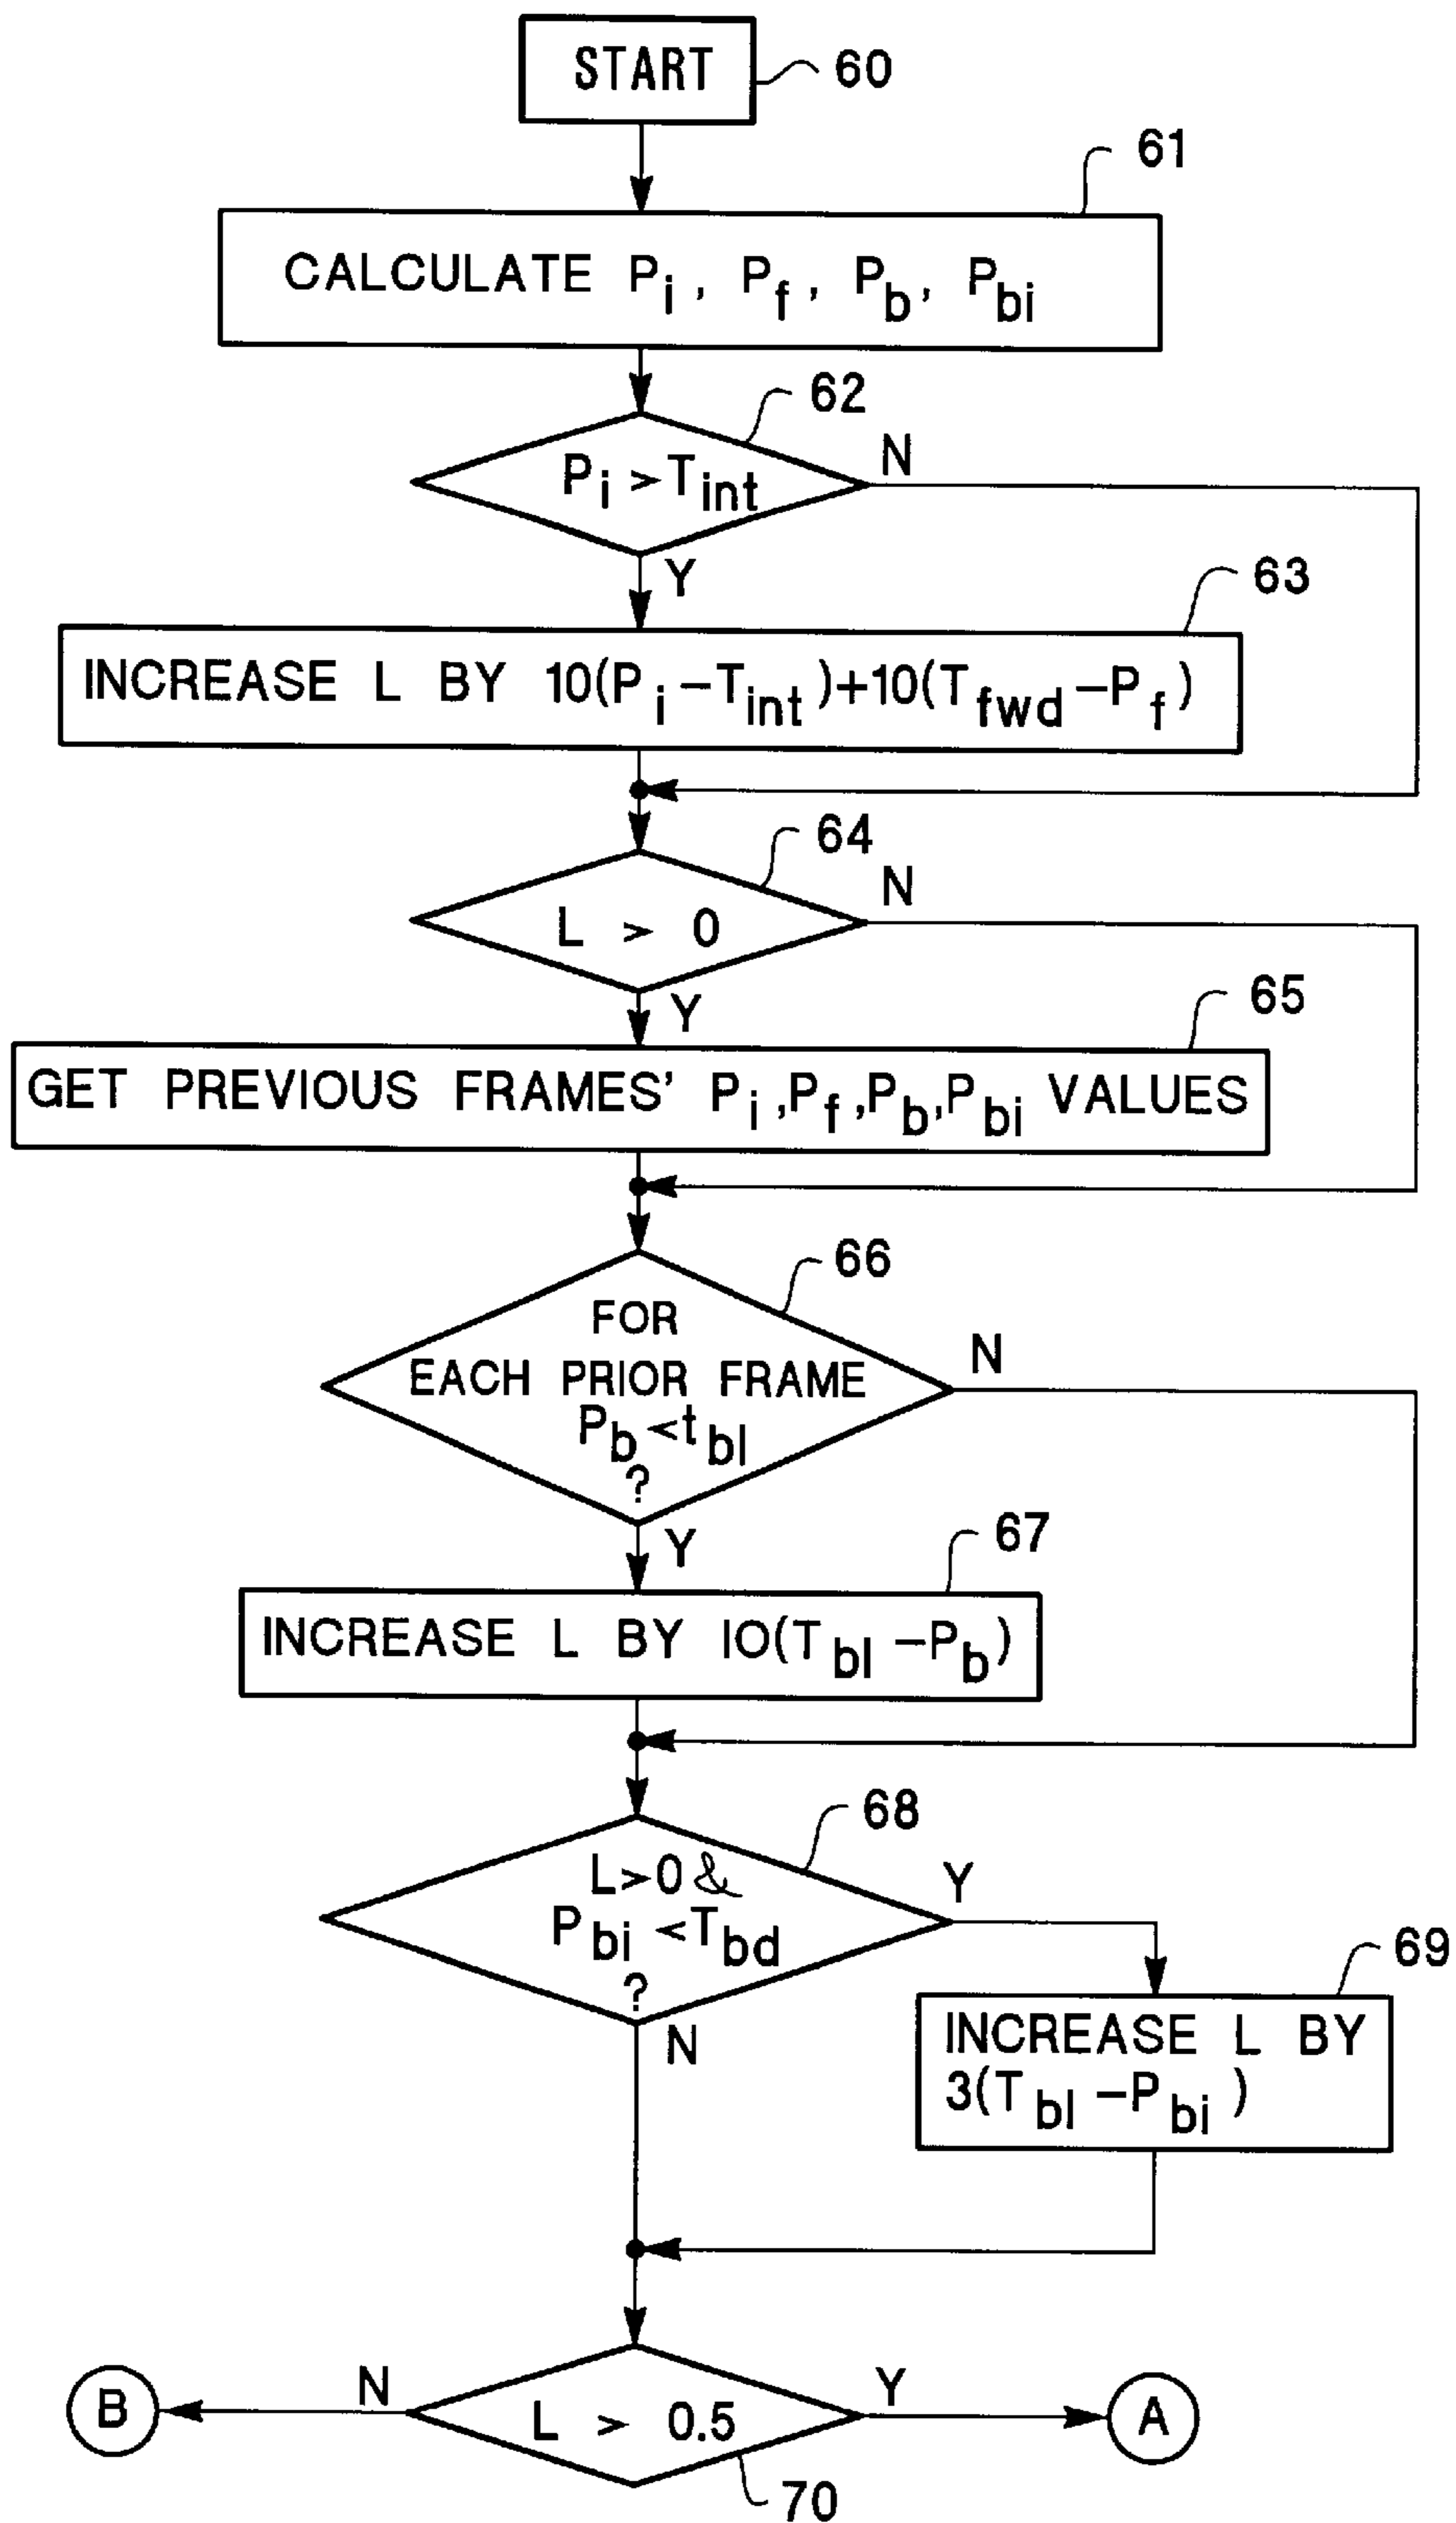 START
60
61
CALCULATE Pi, Pf, Pb, Pbi
62
Pi > Tint
N
Y
63
INCREASE L BY 10(Pi-Tint)+10(Tfwd-Pf)
64
L > 0
N
Y
65
GET PREVIOUS FRAMES' Pi,Pf,Pb,Pbi VALUES
66
FOR
EACH PRIOR FRAME
Pb<tbl
?
N
Y
67
INCREASE L BY 10(Tbl-Pb)
68
L>0 &
Pbi <Tbd
?
Y
N
69
INCREASE L BY
3(Tbl-Pbi)
B
N
L > 0.5
Y
A
70